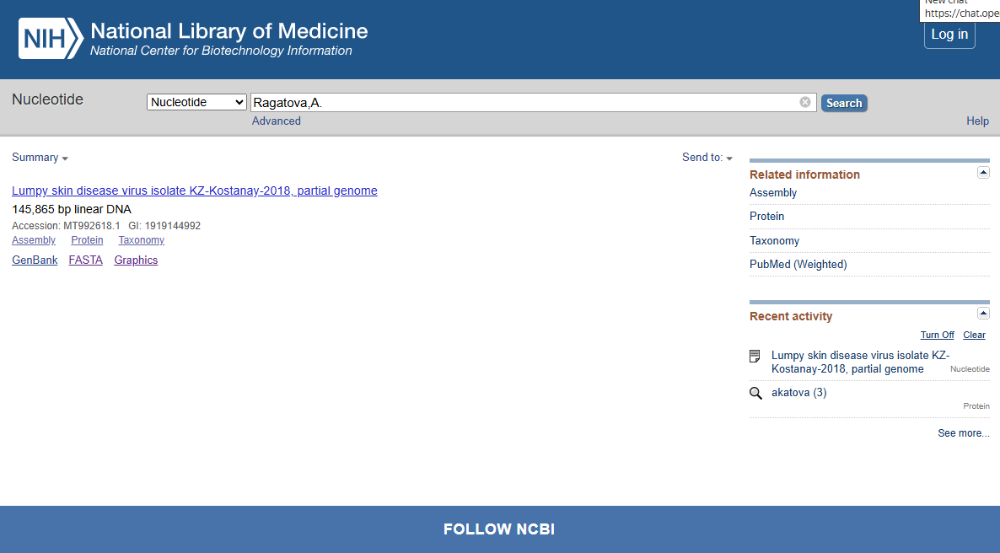 New chat
https://chat.ope
NIH National Library of Medicine
National Center for Biotechnology Information
Log in
Nucleotide
Nucleotide
Ragatova,A.
Search
Advanced
Help
Summary
Send to:
Lumpy skin disease virus isolate KZ-Kostanay-2018, partial genome
145,865 bp linear DNA
Accession: MT992618.1 GI: 1919144992
Assembly Protein Taxonomy
GenBank FASTA Graphics
Related information
Assembly
Protein
Taxonomy
PubMed (Weighted)
Recent activity
Turn Off Clear
Lumpy skin disease virus isolate KZ-
Kostanay-2018, partial genome Nucleotide
akatova (3)
Protein
See more...
FOLLOW NCBI